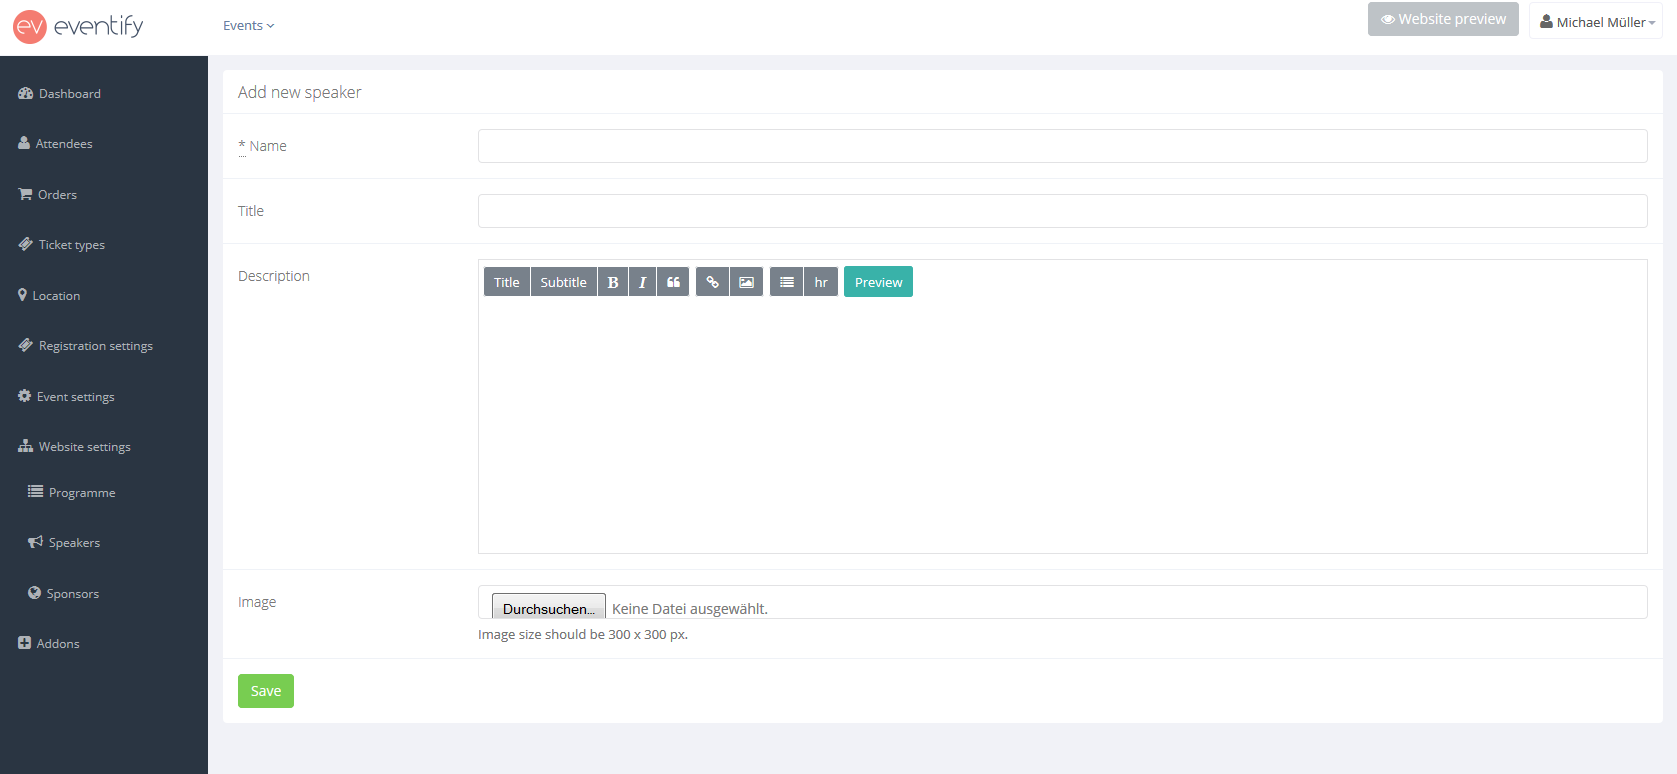 ev eventify
Events
Website preview
Michael Müller
Dashboard
Attendees
Orders
Ticket types
Location
Registration settings
Event settings
Website settings
Programme
Speakers
Sponsors
Addons
Add new speaker
* Name
Title
Description
Title Subtitle B I hr Preview
Image
Durchsuchen... Keine Datei ausgewählt.
Image size should be 300 x 300 px.
Save